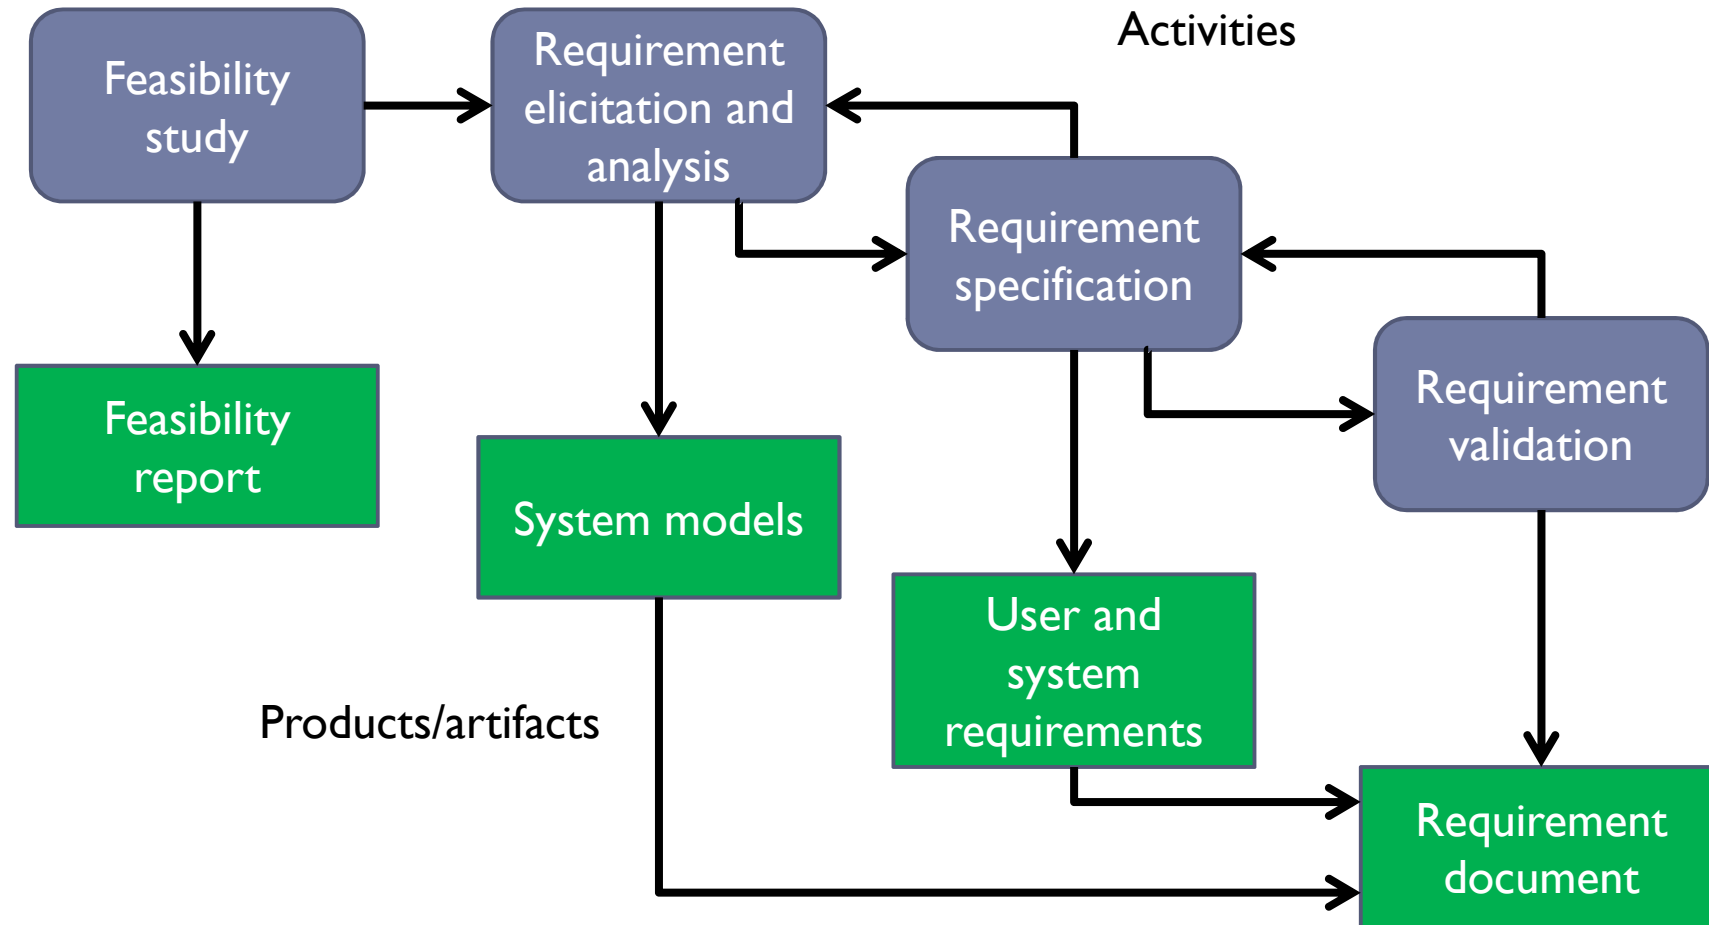 Activities
Feasibility
study
Requirement
elicitation and
analysis
Requirement
specification
Requirement
validation
Feasibility
report
System models
User and
system
requirements
Products/artifacts
Requirement
document